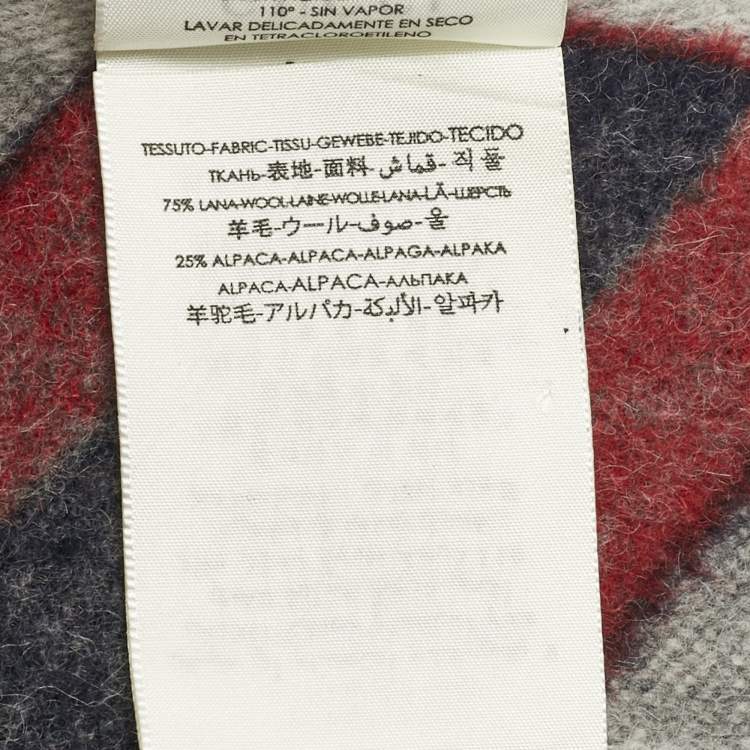 110° - SIN VAPOR
LAVAR DELICADAMENTE EN SECO
EN TETRACLOROETILENO
TESSUTO-FABRIC-TISSU-GEWEBE-TEJIDO-TECIDO
ТКАНЬ-表地-面料-قماش-직물
75% LANA-WOOL-LAINE-WOLLE-LANA-LÃ-ШЕРСТЬ
羊毛-ウール-صوف-울
25% ALPACA-ALPACA-ALPAGA-ALPAKA
ALPACA-ALPACA-АЛЬПАКА
羊驼毛-アルパカ-الألبكة-알파카